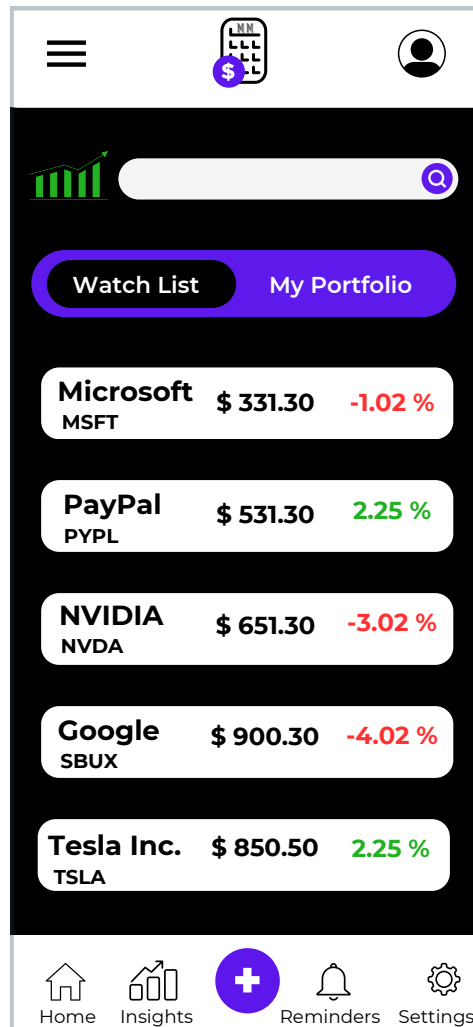 MM
$
Watch List My Portfolio
Microsoft $ 331.30 -1.02 %
MSFT
PayPal $ 531.30 2.25 %
PYPL
NVIDIA $ 651.30 -3.02 %
NVDA
Google $ 900.30 -4.02 %
SBUX
Tesla Inc. $ 850.50 2.25 %
TSLA
Home Insights Reminders Settings